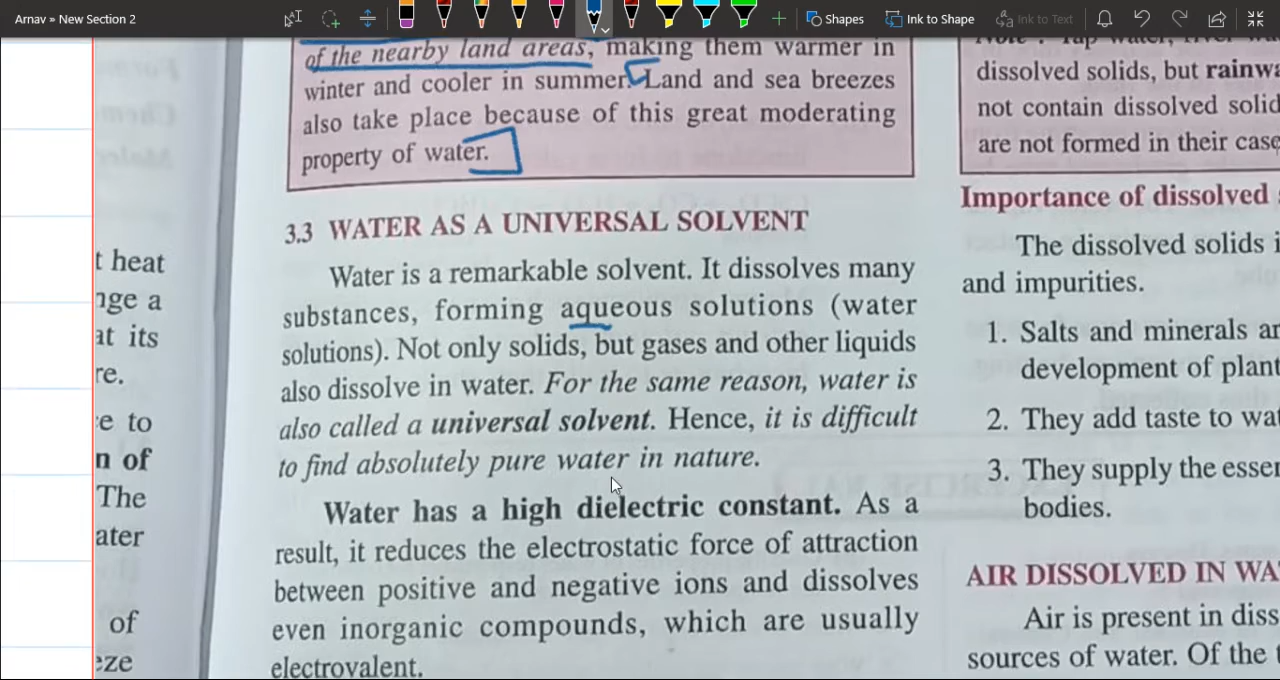 Arnav » New Section 2
Shapes
Ink to Shape
Ink to Text
of the nearby land areas, making them warmer in
winter and cooler in summer. Land and sea breezes
also take place because of this great moderating
property of water.
3.3 WATER AS A UNIVERSAL SOLVENT
Water is a remarkable solvent. It dissolves many
substances, forming aqueous solutions (water
solutions). Not only solids, but gases and other liquids
also dissolve in water. For the same reason, water is
also called a universal solvent. Hence, it is difficult
to find absolutely pure water in nature.
Water has a high dielectric constant. As a
result, it reduces the electrostatic force of attraction
between positive and negative ions and dissolves
even inorganic compounds, which are usually
electrovalent.
t heat
nge a
at its
re.
e to
n of
The
ater
of
eze
dissolved solids, but rainwa
not contain dissolved solid
are not formed in their case
Importance of dissolved
The dissolved solids i
and impurities.
1. Salts and minerals ar
development of plant
2. They add taste to wat
3. They supply the essen
bodies.
AIR DISSOLVED IN WA
Air is present in diss
sources of water. Of the